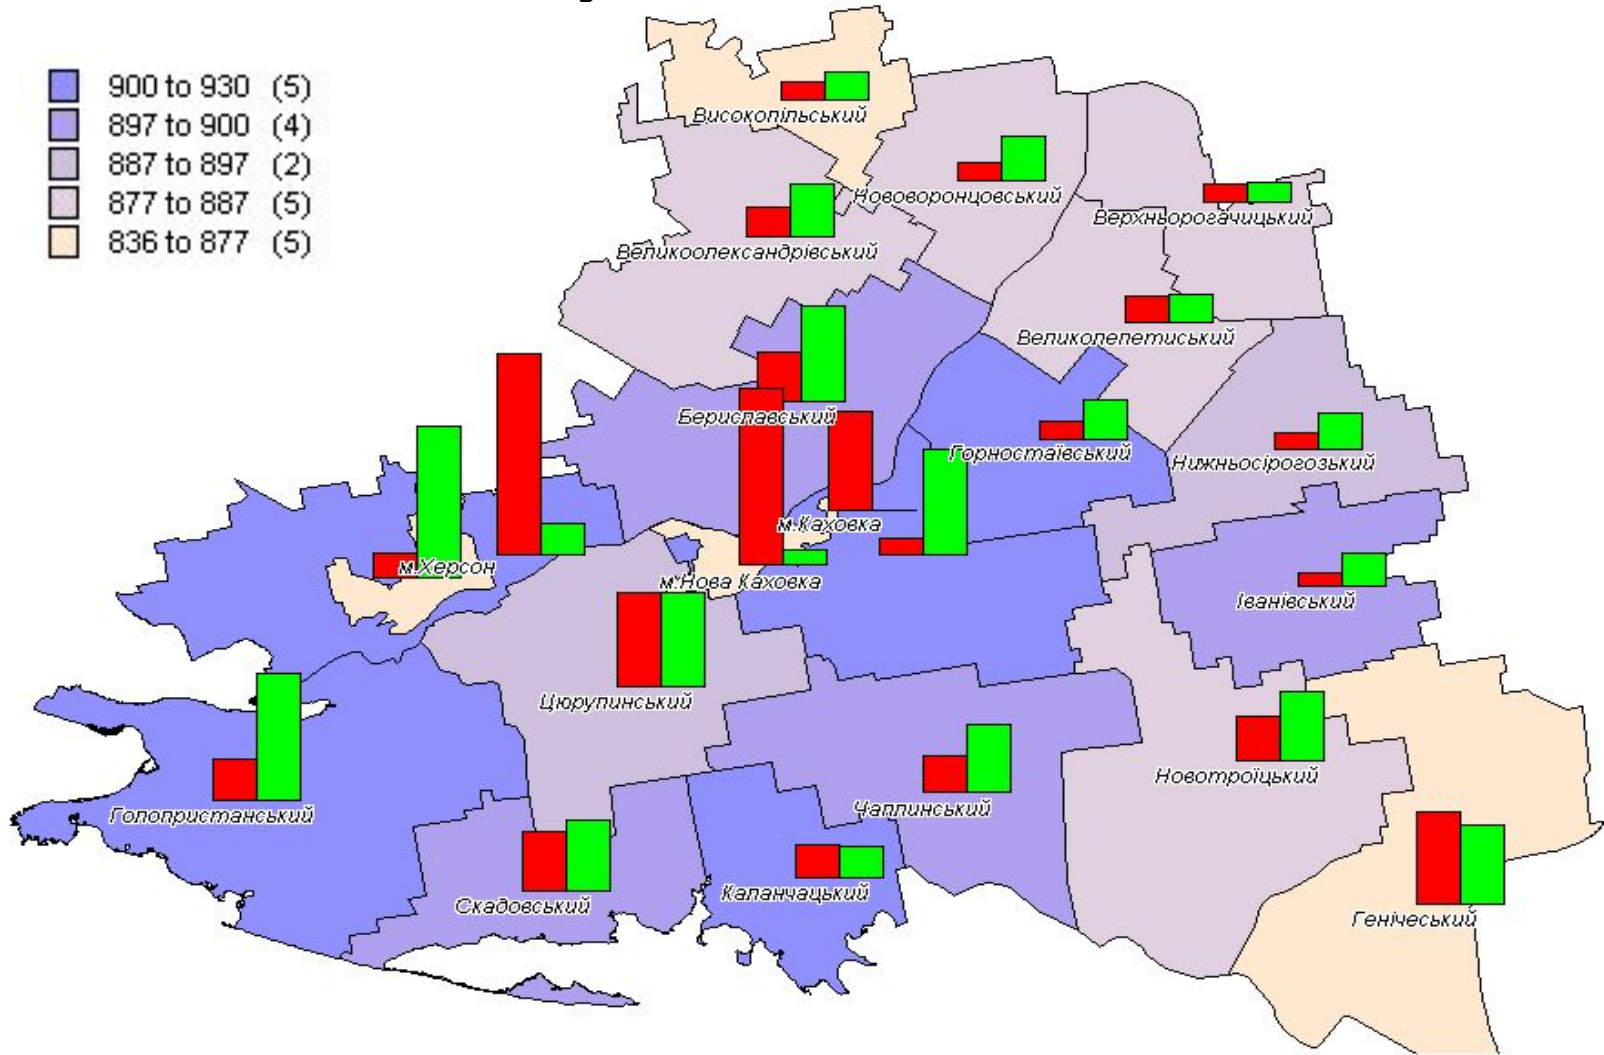 900 to 930 (5)
897 to 900 (4)
887 to 897 (2)
877 to 887 (5)
836 to 877 (5)
Високопільський
Нововоронцовський
Верхньорогачицький
Великоолександрівський
Великолепетиський
Бериславський
Горностаївський
Нижньосірогозький
м.Каховка
м.Херсон
м.Нова Каховка
Іванівський
Цюрупинський
Новотроїцький
Голопристанський
Чаплинський
Скадовський
Каланчацький
Генічеський